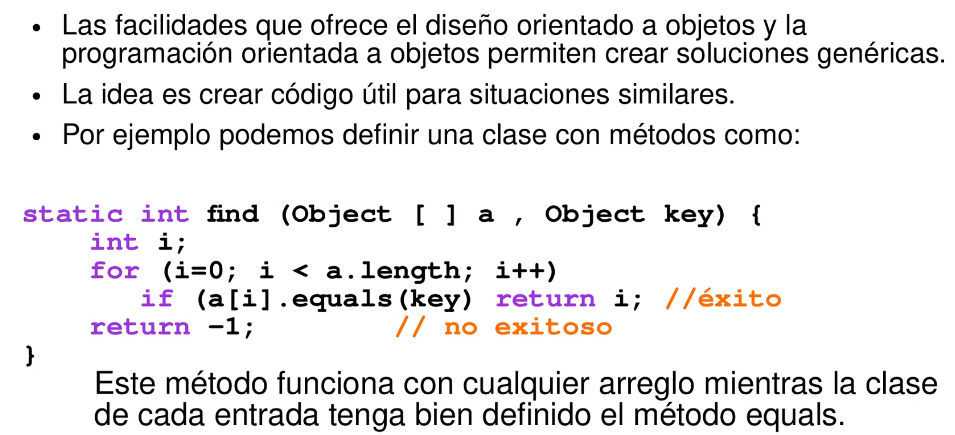 • Las facilidades que ofrece el diseño orientado a objetos y la
programación orientada a objetos permiten crear soluciones genéricas.
• La idea es crear código útil para situaciones similares.
• Por ejemplo podemos definir una clase con métodos como:
static int find (Object [ ] a , Object key) {
int i;
for (i=0; i < a.length; i++)
if (a[i].equals(key) return i; //éxito
return –1; // no exitoso
}
Este método funciona con cualquier arreglo mientras la clase
de cada entrada tenga bien definido el método equals.